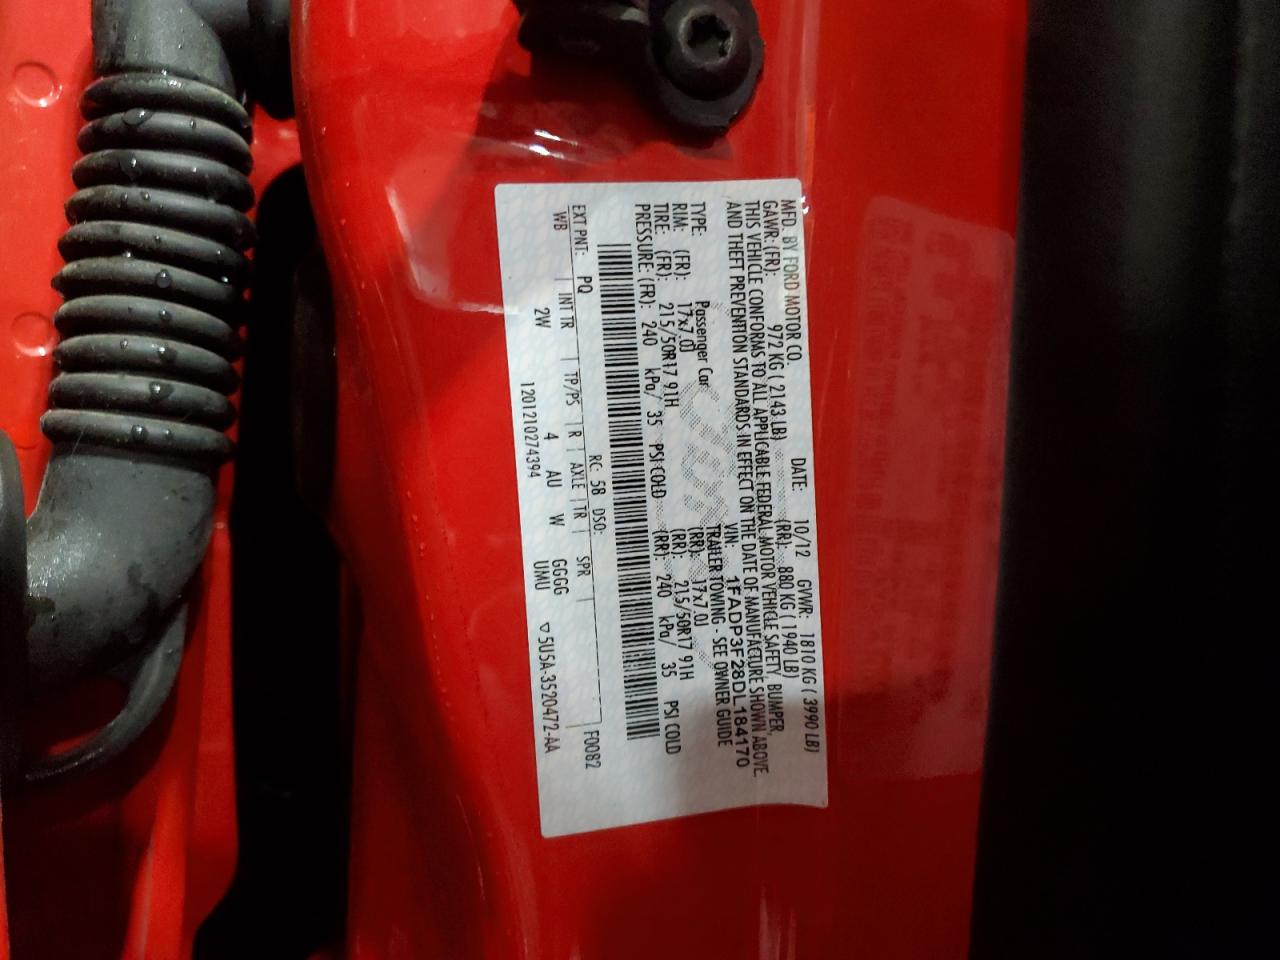 MFD. BY FORD MOTOR CO. DATE: 10/12 GVWR: 1810 KG ( 3990 LB)
GAWR: (FR): 972 KG ( 2143 LB) (RR): 880 KG ( 1940 LB)
THIS VEHICLE CONFORMS TO ALL APPLICABLE FEDERAL MOTOR VEHICLE SAFETY, BUMPER,
AND THEFT PREVENTION STANDARDS IN EFFECT ON THE DATE OF MANUFACTURE SHOWN ABOVE.
VIN: 1FADP3F28DL184170
TYPE: Passenger Car TRAILER TOWING - SEE OWNER GUIDE
RIM: (FR): 17x7.0J (RR): 17x7.0J
TIRE: (FR): 215/50R17 91H (RR): 215/50R17 91H
PRESSURE: (FR): 240 kPa/ 35 PSI COLD (RR): 240 kPa/ 35 PSI COLD
RC: 58 DSO: F0082
EXT PNT: PQ
WB INT TR TP/PS R AXLE TR SPR
2W 4 AU W GGGG
UMU
1201210274394 ▽5U5A-3520472-AA